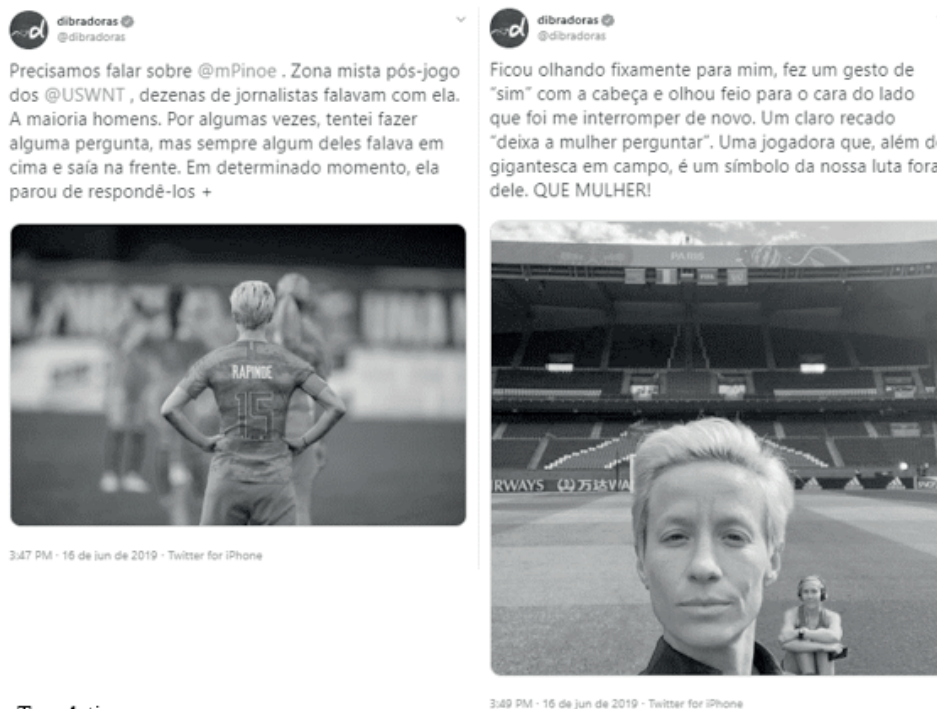 dibradoras
@dibradoras
Precisamos falar sobre @mPinoe . Zona mista pós-jogo
dos @USWNT , dezenas de jornalistas falavam com ela.
A maioria homens. Por algumas vezes, tentei fazer
alguma pergunta, mas sempre algum deles falava em
cima e saía na frente. Em determinado momento, ela
parou de respondê-los +
RAPINOE
15
3:47 PM · 16 de jun de 2019 · Twitter for iPhone
dibradoras
@dibradoras
Ficou olhando fixamente para mim, fez um gesto de
"sim" com a cabeça e olhou feio para o cara do lado
que foi me interromper de novo. Um claro recado
"deixa a mulher perguntar". Uma jogadora que, além d
gigantesca em campo, é um símbolo da nossa luta fora
dele. QUE MULHER!
PARIS
RWAYS 万达WA
3:49 PM · 16 de jun de 2019 · Twitter for iPhone